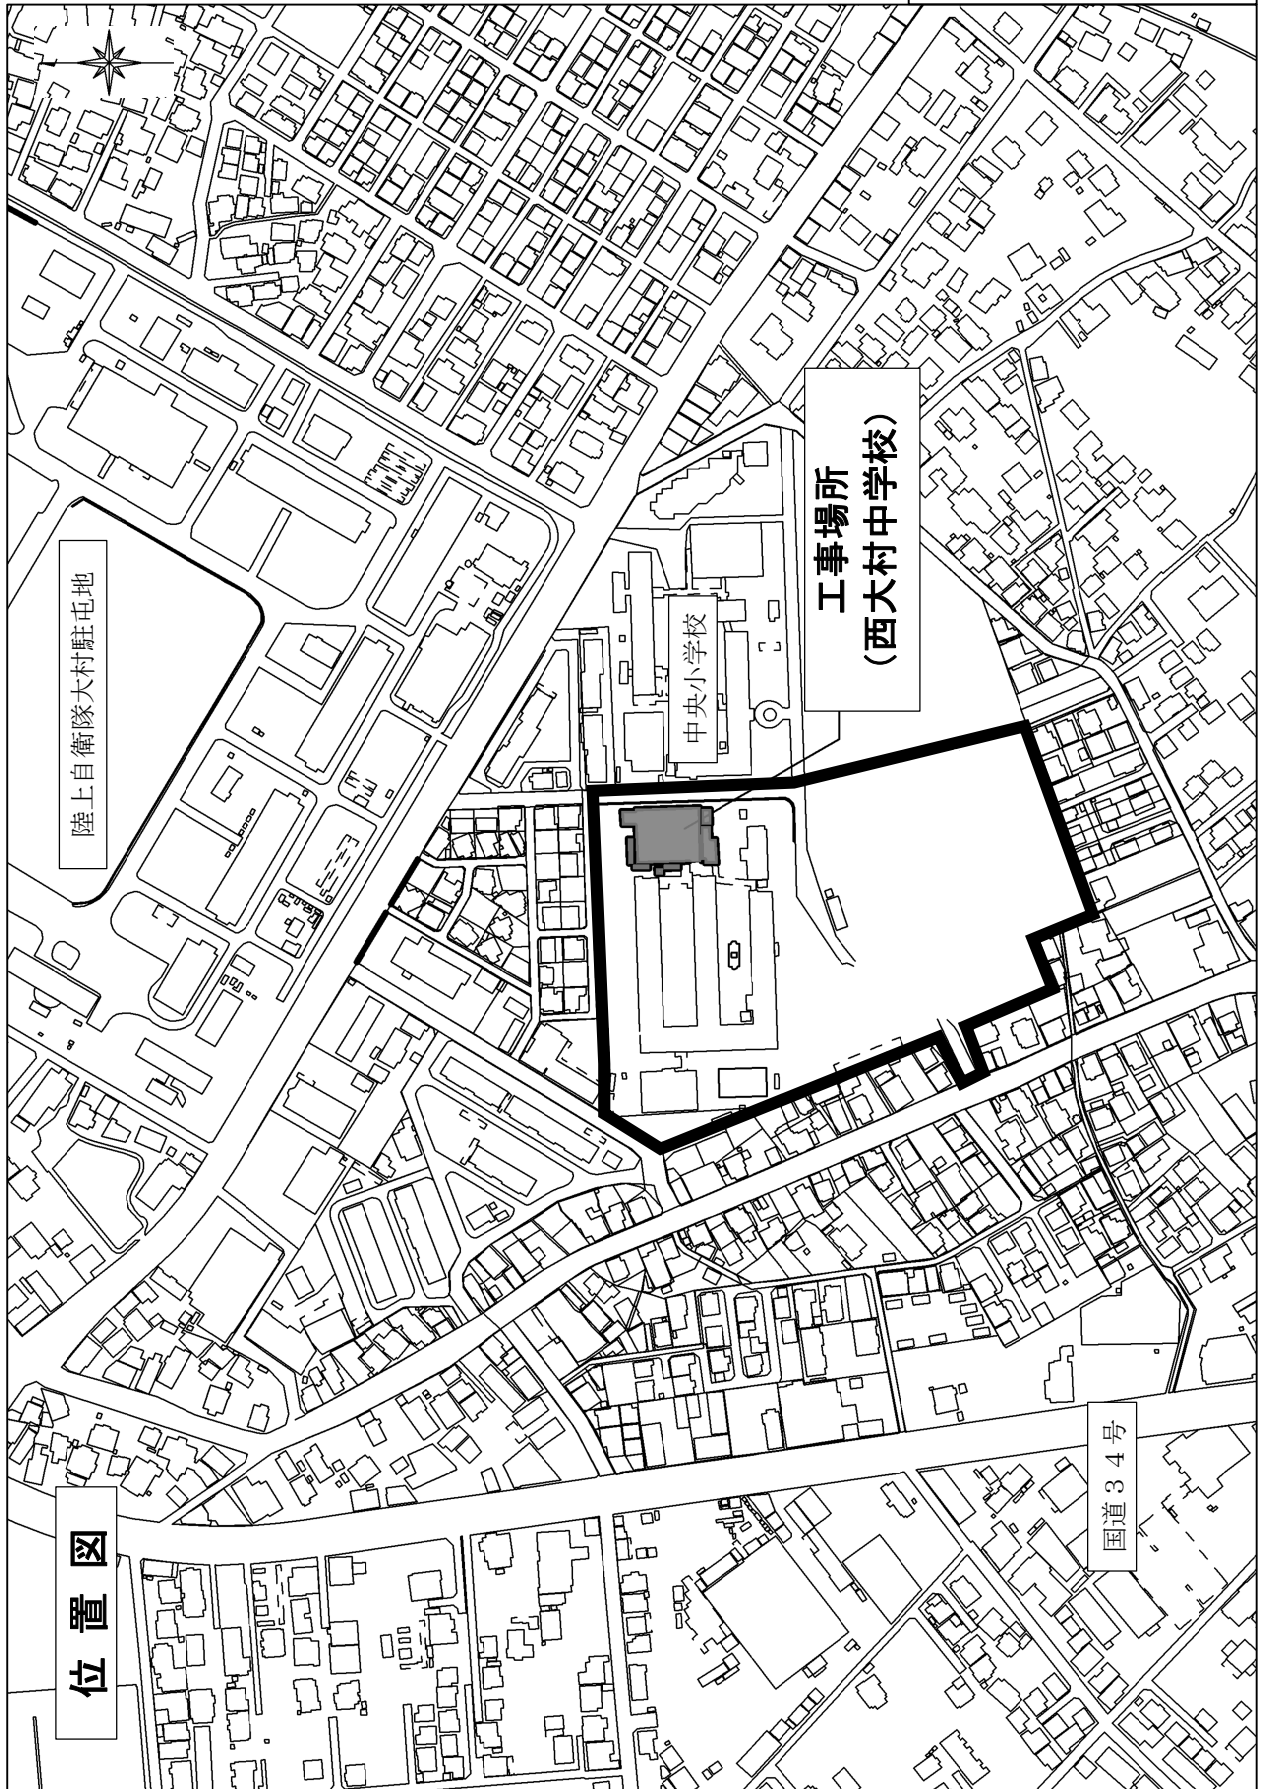 位置図
陸上自衛隊大村駐屯地
中央小学校
工事場所
(西大村中学校)
国道３４号